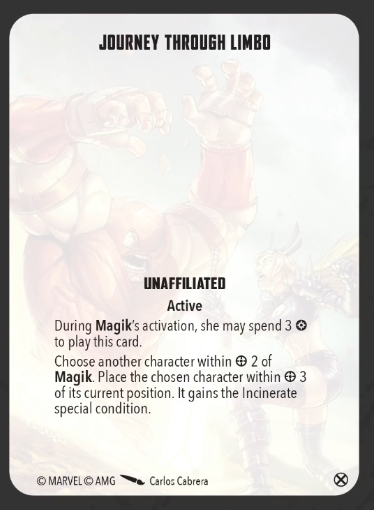 JOURNEY THROUGH LIMBO
UNAFFILIATED
Active
During Magik's activation, she may spend 3
to play this card.
Choose another character within 2 of
Magik. Place the chosen character within 3
of its current position. It gains the Incinerate
special condition.
© MARVEL © AMG Carlos Cabrera